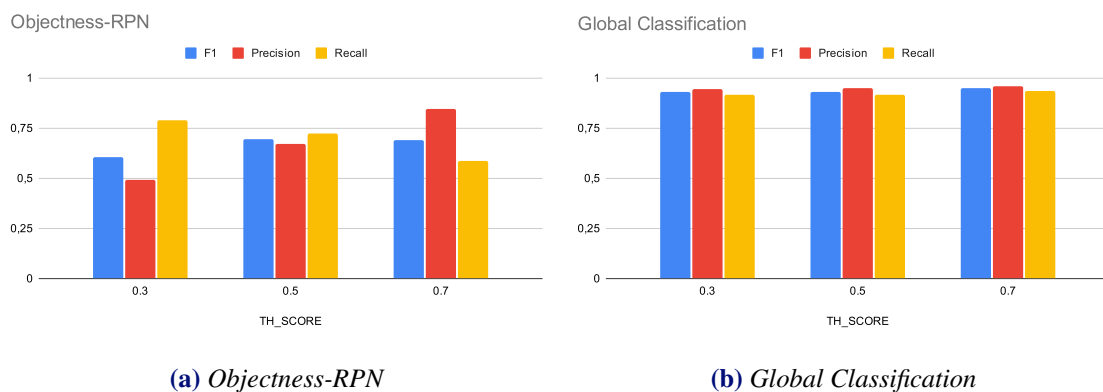 Objectness-RPN
F1 Precision Recall
1
0,75
0,5
0,25
0
0.3 0.5 0.7
TH_SCORE
(a) Objectness-RPN
Global Classification
F1 Precision Recall
1
0,75
0,5
0,25
0
0.3 0.5 0.7
TH_SCORE
(b) Global Classification